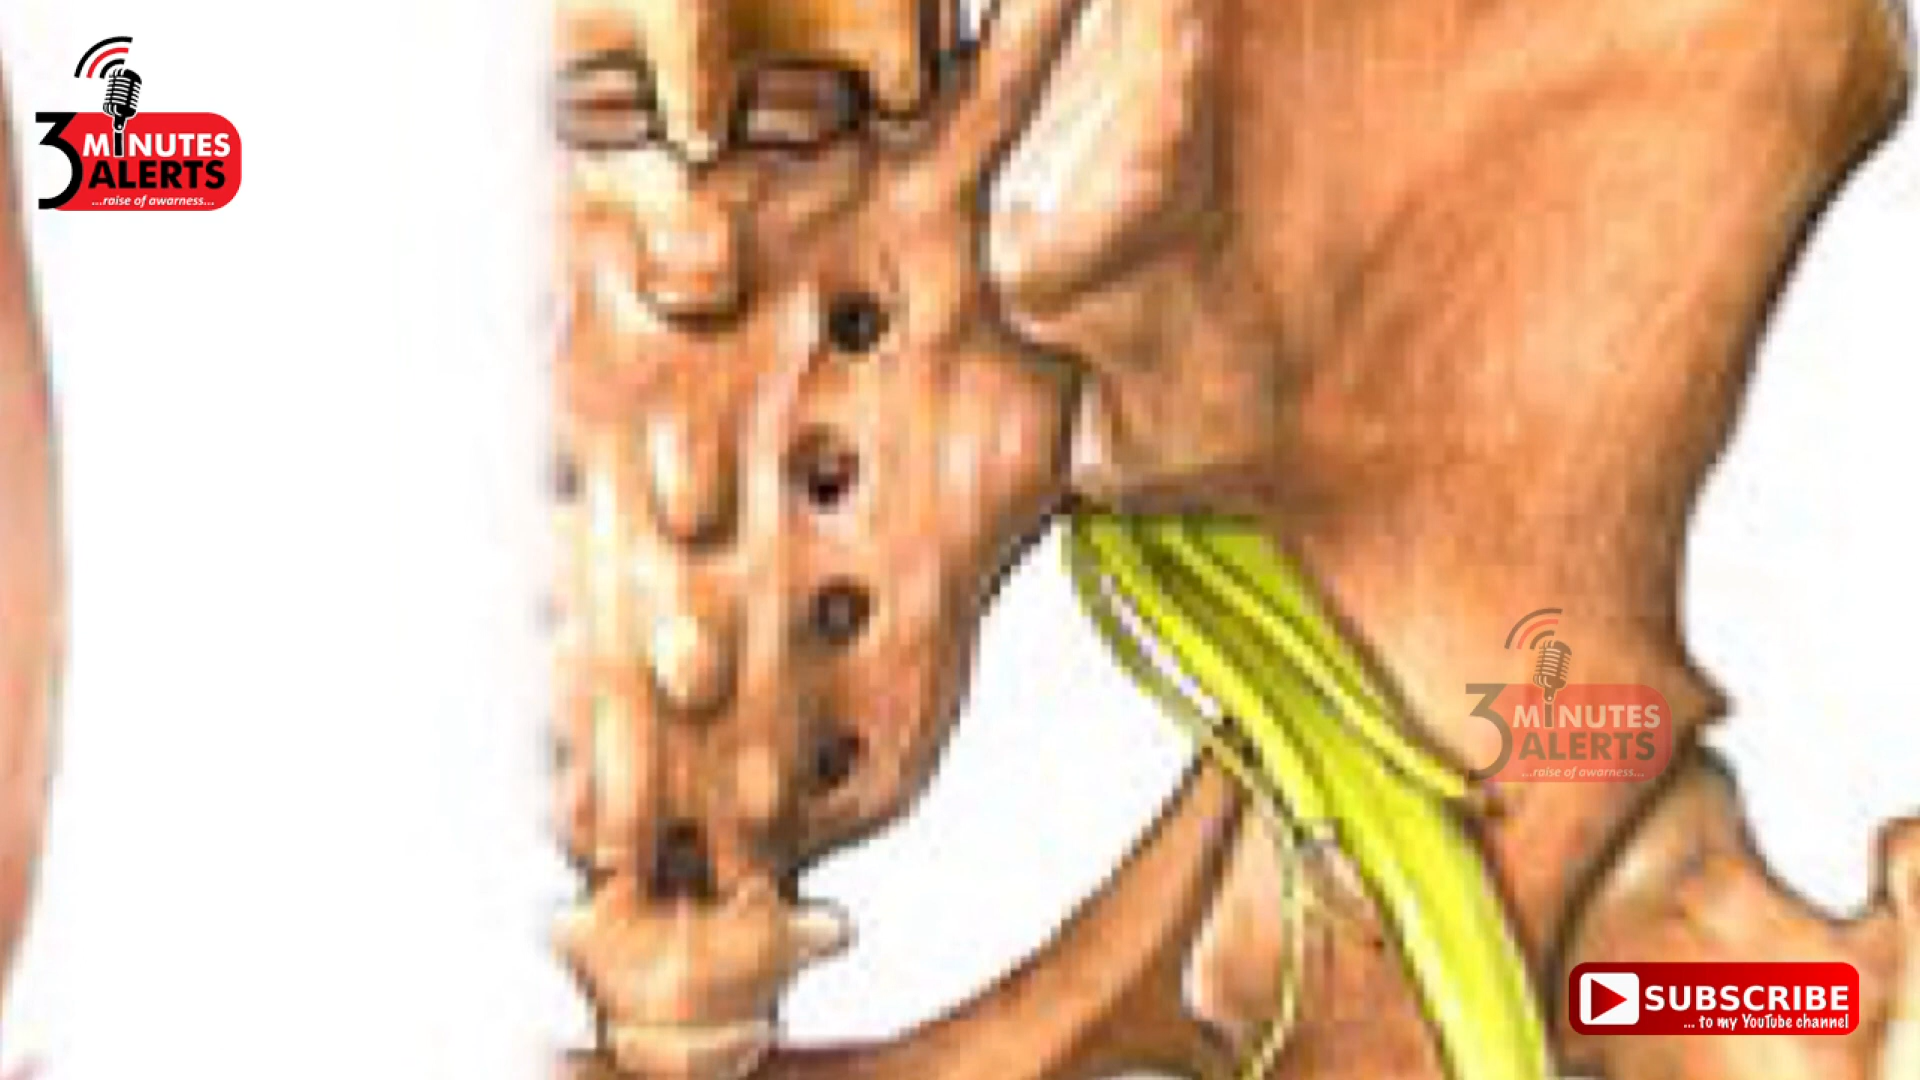 3 MINUTES
ALERTS
...raise of awarness...
3 MINUTES
ALERTS
...raise of awarness...
SUBSCRIBE
... to my YouTube channel